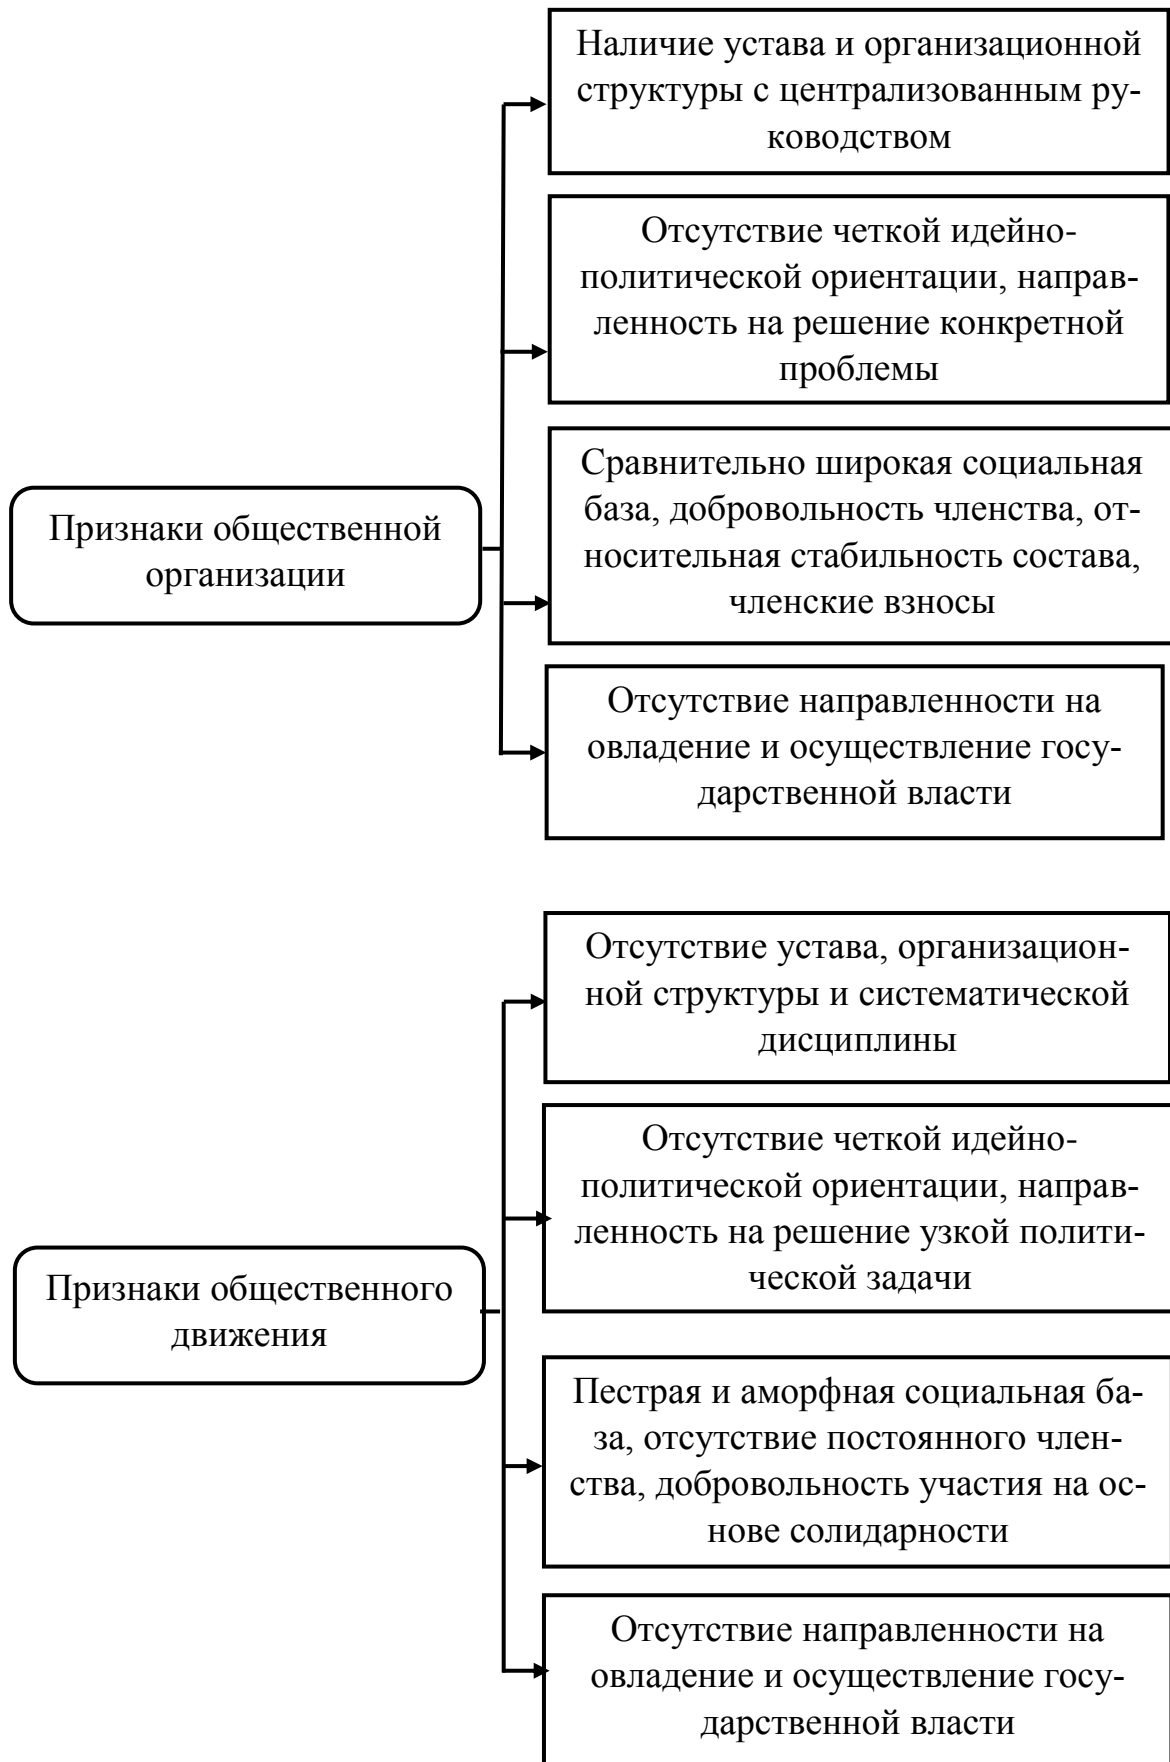 Наличие устава и организационной
структуры с централизованным ру-
ководством
Отсутствие четкой идейно-
политической ориентации, направ-
ленность на решение конкретной
проблемы
Признаки общественной
организации
Сравнительно широкая социальная
база, добровольность членства, от-
носительная стабильность состава,
членские взносы
Отсутствие направленности на
овладение и осуществление госу-
дарственной власти
Отсутствие устава, организацион-
ной структуры и систематической
дисциплины
Отсутствие четкой идейно-
политической ориентации, направ-
ленность на решение узкой полити-
ческой задачи
Признаки общественного
движения
Пестрая и аморфная социальная ба-
за, отсутствие постоянного член-
ства, добровольность участия на ос-
нове солидарности
Отсутствие направленности на
овладение и осуществление госу-
дарственной власти